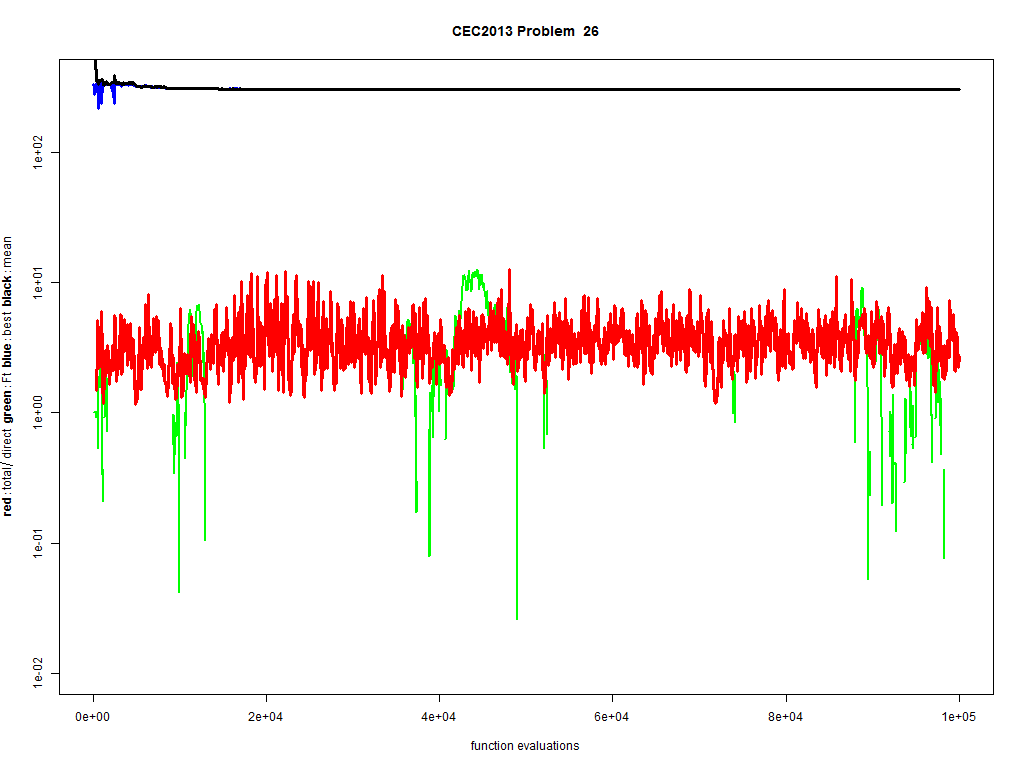 CEC2013 Problem  26
red : total/ direct green : Ft blue : best black : mean
1e+02
1e+01
1e+00
1e-01
1e-02
0e+00 2e+04 4e+04 6e+04 8e+04 1e+05
function evaluations